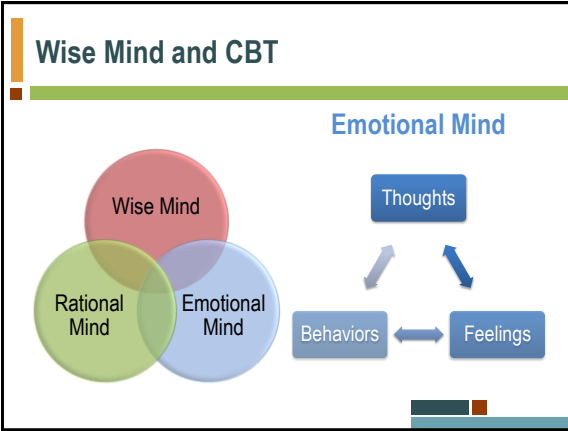 Wise Mind and CBT
Emotional Mind
Wise Mind
Rational
Mind
Emotional
Mind
Thoughts
Behaviors
Feelings